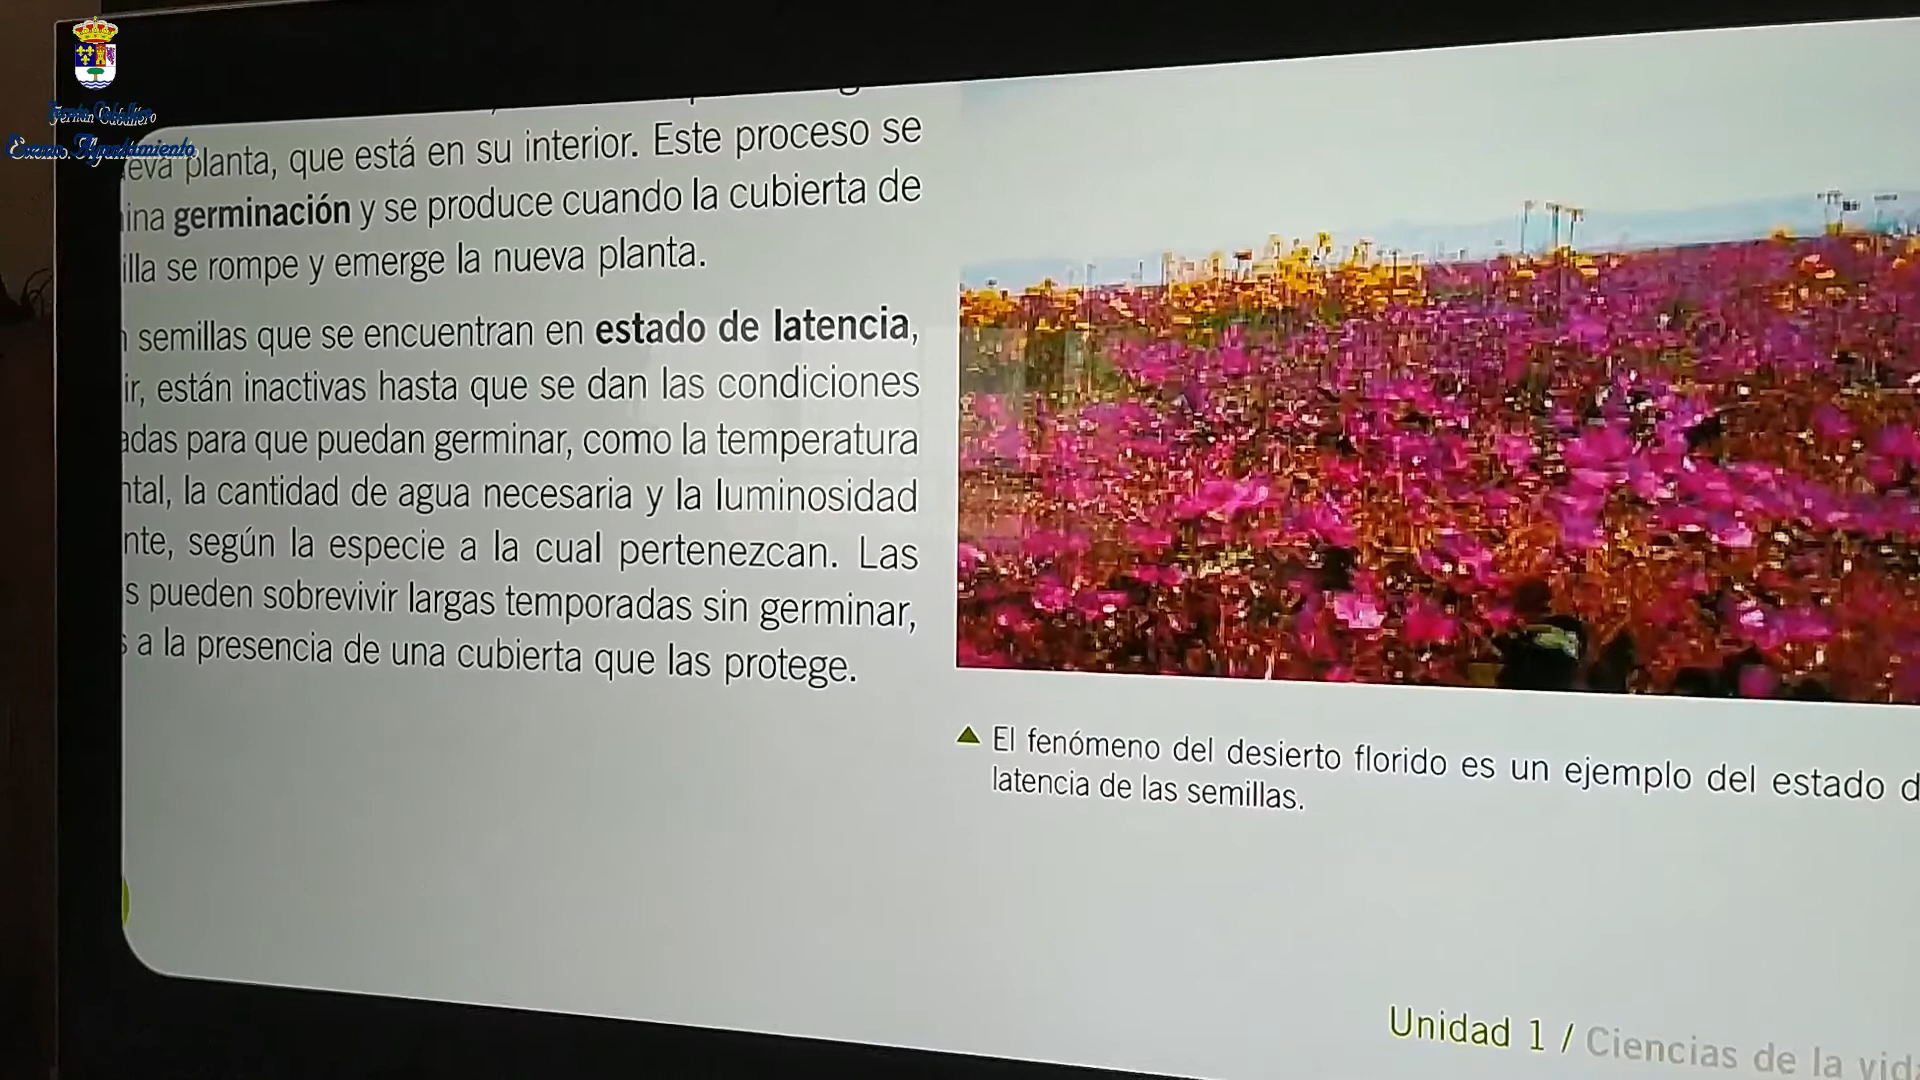 Fernán Caballero
Excmo. Ayuntamiento
planta, que está en su interior. Este proceso se
germinación y se produce cuando la cubierta de
se rompe y emerge la nueva planta.
semillas que se encuentran en estado de latencia,
están inactivas hasta que se dan las condiciones
para que puedan germinar, como la temperatura
la cantidad de agua necesaria y la luminosidad
según la especie a la cual pertenezcan. Las
pueden sobrevivir largas temporadas sin germinar,
a la presencia de una cubierta que las protege.
▲ El fenómeno del desierto florido es un ejemplo del estado
latencia de las semillas.
Unidad 1 / Ciencias de la